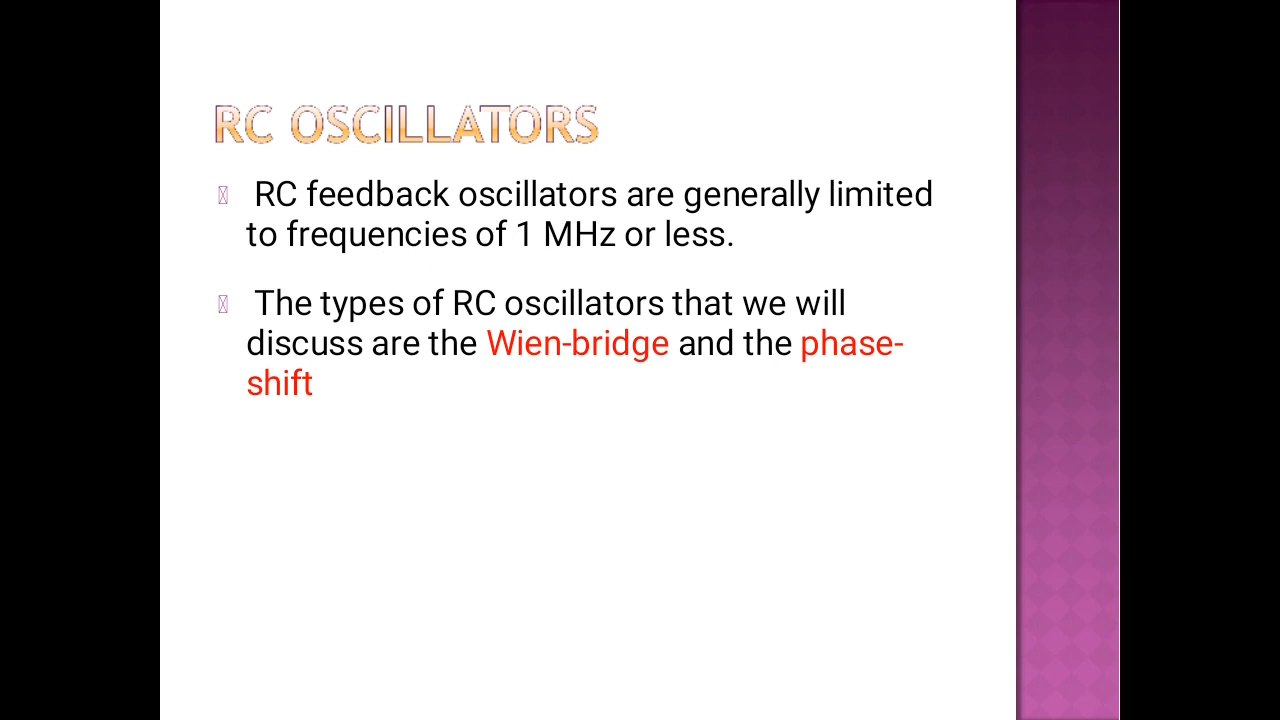 RC OSCILLATORS
RC feedback oscillators are generally limited
to frequencies of 1 MHz or less.
The types of RC oscillators that we will
discuss are the Wien-bridge and the phase-
shift